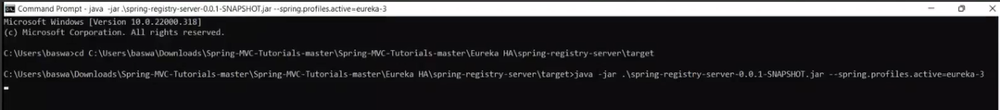 Command Prompt - java -jar .\spring-registry-server-0.0.1-SNAPSHOT.jar --spring.profiles.active=eureka-3
Microsoft Windows [Version 10.0.22000.318]
(c) Microsoft Corporation. All rights reserved.
C:\Users\baswa>cd C:\Users\baswa\Downloads\Spring-MVC-Tutorials-master\Spring-MVC-Tutorials-master\Eureka HA\spring-registry-server\target
C:\Users\baswa\Downloads\Spring-MVC-Tutorials-master\Spring-MVC-Tutorials-master\Eureka HA\spring-registry-server\target>java -jar .\spring-registry-server-0.0.1-SNAPSHOT.jar --spring.profiles.active=eureka-3